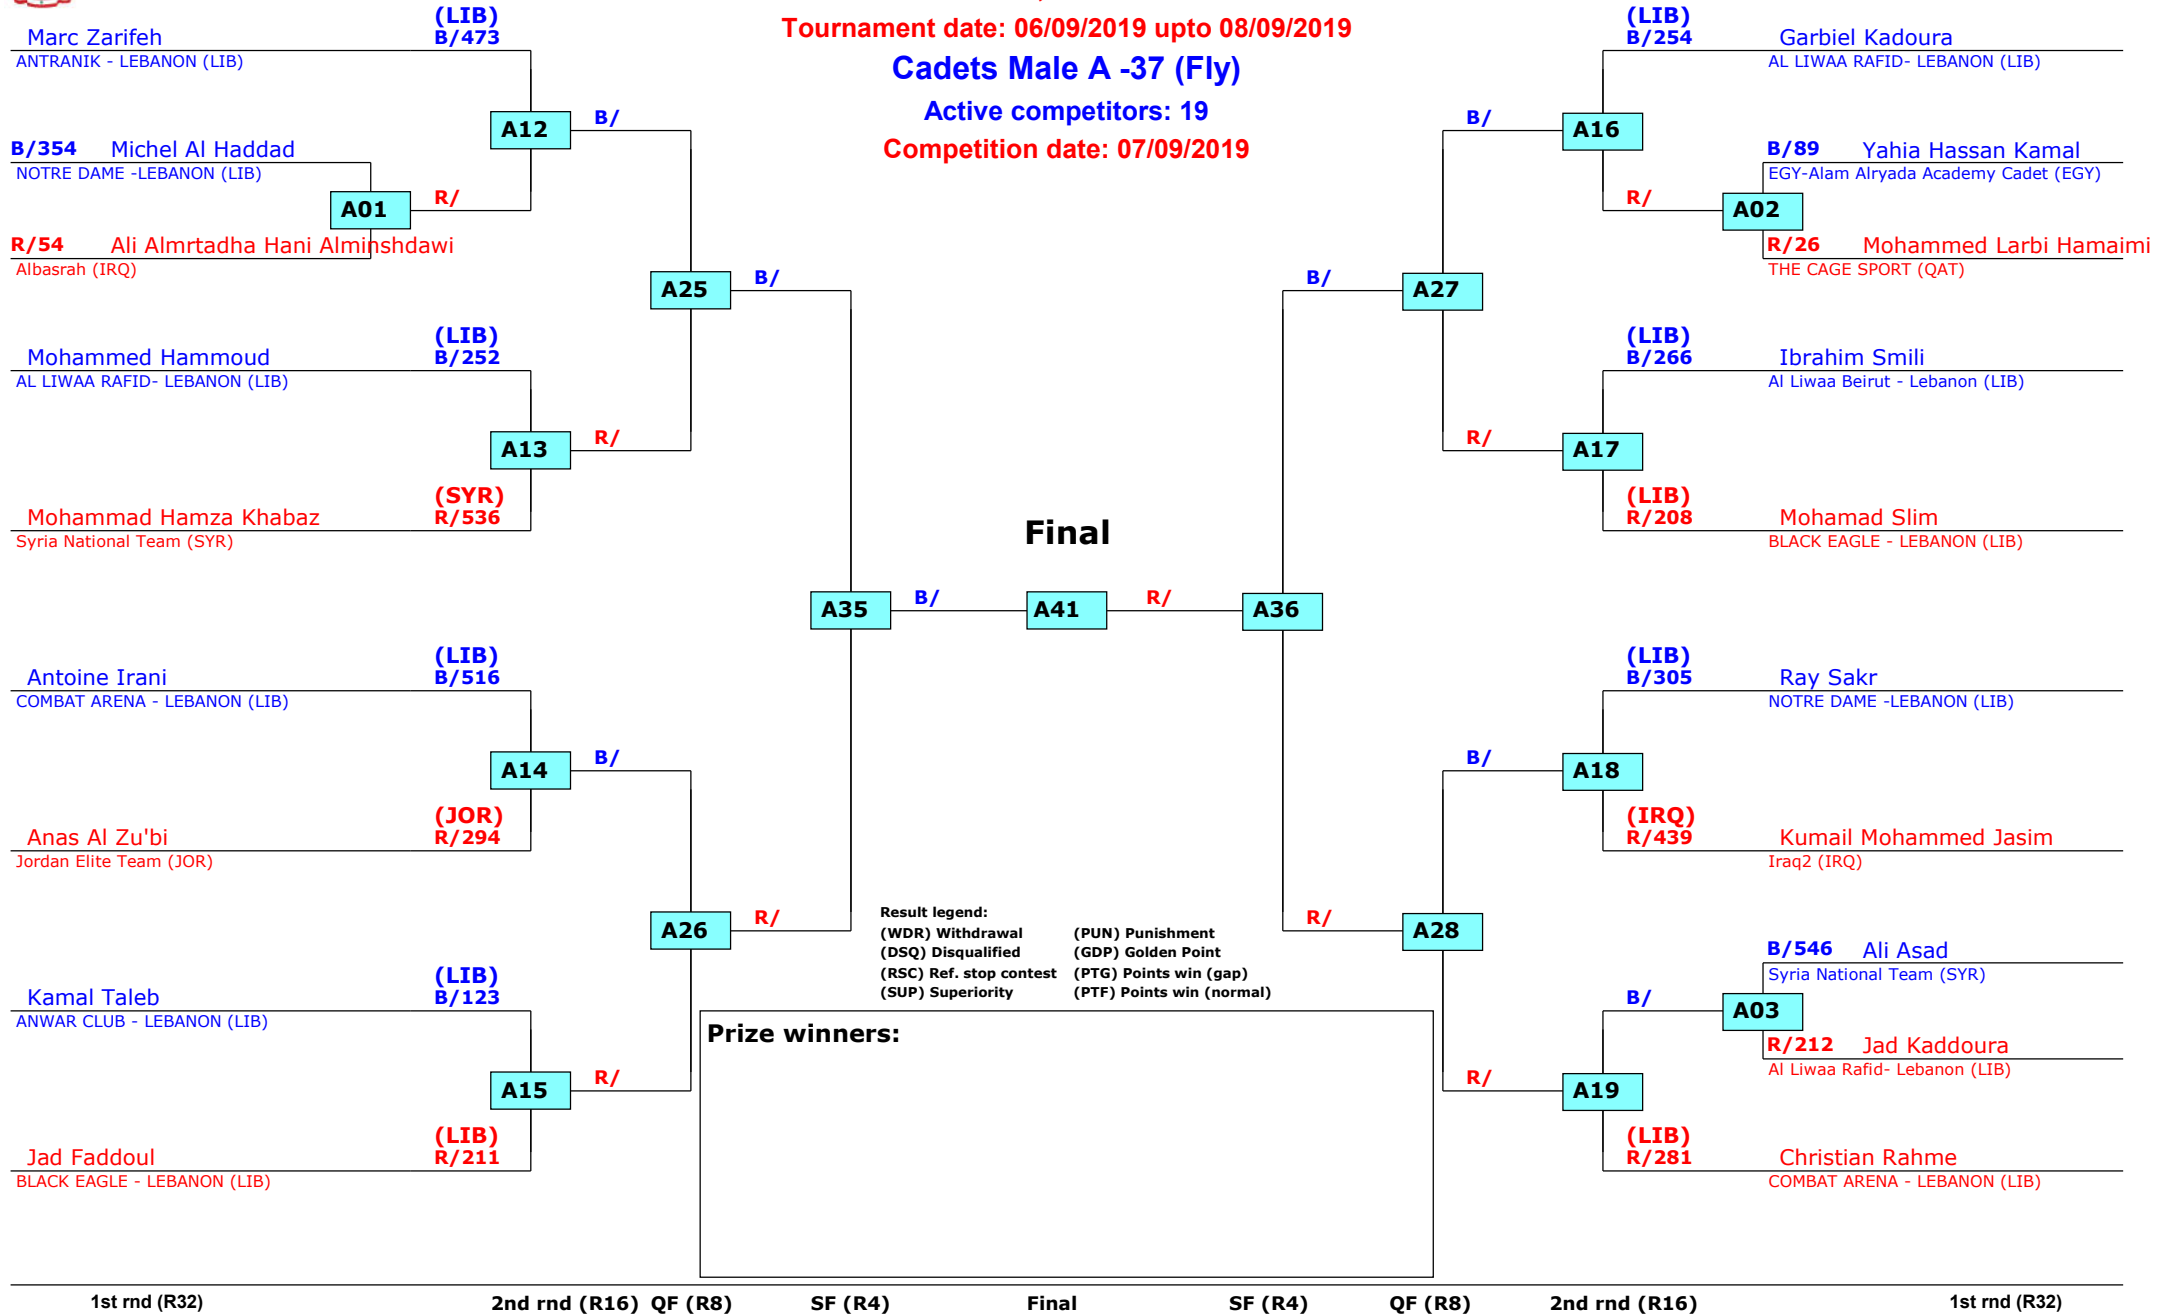 Tournament date: 06/09/2019 upto 08/09/2019
Cadets Male A -37 (Fly)
Active competitors: 19
Competition date: 07/09/2019
(LIB)
Marc Zarifeh B/473
ANTRANIK - LEBANON (LIB)
A12
B/
B/354 Michel Al Haddad
NOTRE DAME -LEBANON (LIB)
A01
R/
R/54 Ali Almrtadha Hani Alminshdawi
Albasrah (IRQ)
A25
B/
(LIB)
Mohammed Hammoud B/252
AL LIWAA RAFID- LEBANON (LIB)
A13
R/
(SYR)
Mohammad Hamza Khabaz R/536
Syria National Team (SYR)
A35
B/
(LIB)
Antoine Irani B/516
COMBAT ARENA - LEBANON (LIB)
A14
B/
(JOR)
Anas Al Zu'bi R/294
Jordan Elite Team (JOR)
A26
R/
(LIB)
Kamal Taleb B/123
ANWAR CLUB - LEBANON (LIB)
A15
R/
(LIB)
Jad Faddoul R/211
BLACK EAGLE - LEBANON (LIB)
Final
A41
R/
A36
(LIB)
B/254 Garbiel Kadoura
AL LIWAA RAFID- LEBANON (LIB)
B/
A16
B/89 Yahia Hassan Kamal
EGY-Alam Alryada Academy Cadet (EGY)
R/
A02
R/26 Mohammed Larbi Hamaimi
THE CAGE SPORT (QAT)
B/
A27
(LIB)
B/266 Ibrahim Smili
Al Liwaa Beirut - Lebanon (LIB)
R/
A17
(LIB)
R/208 Mohamad Slim
BLACK EAGLE - LEBANON (LIB)
(LIB)
B/305 Ray Sakr
NOTRE DAME -LEBANON (LIB)
B/
A18
(IRQ)
R/439 Kumail Mohammed Jasim
Iraq2 (IRQ)
R/
A28
B/546 Ali Asad
Syria National Team (SYR)
B/
A03
R/212 Jad Kaddoura
Al Liwaa Rafid- Lebanon (LIB)
R/
A19
(LIB)
R/281 Christian Rahme
COMBAT ARENA - LEBANON (LIB)
Result legend:
(WDR) Withdrawal (PUN) Punishment
(DSQ) Disqualified (GDP) Golden Point
(RSC) Ref. stop contest (PTG) Points win (gap)
(SUP) Superiority (PTF) Points win (normal)
Prize winners:
1st rnd (R32) 2nd rnd (R16) QF (R8) SF (R4) Final SF (R4) QF (R8) 2nd rnd (R16) 1st rnd (R32)